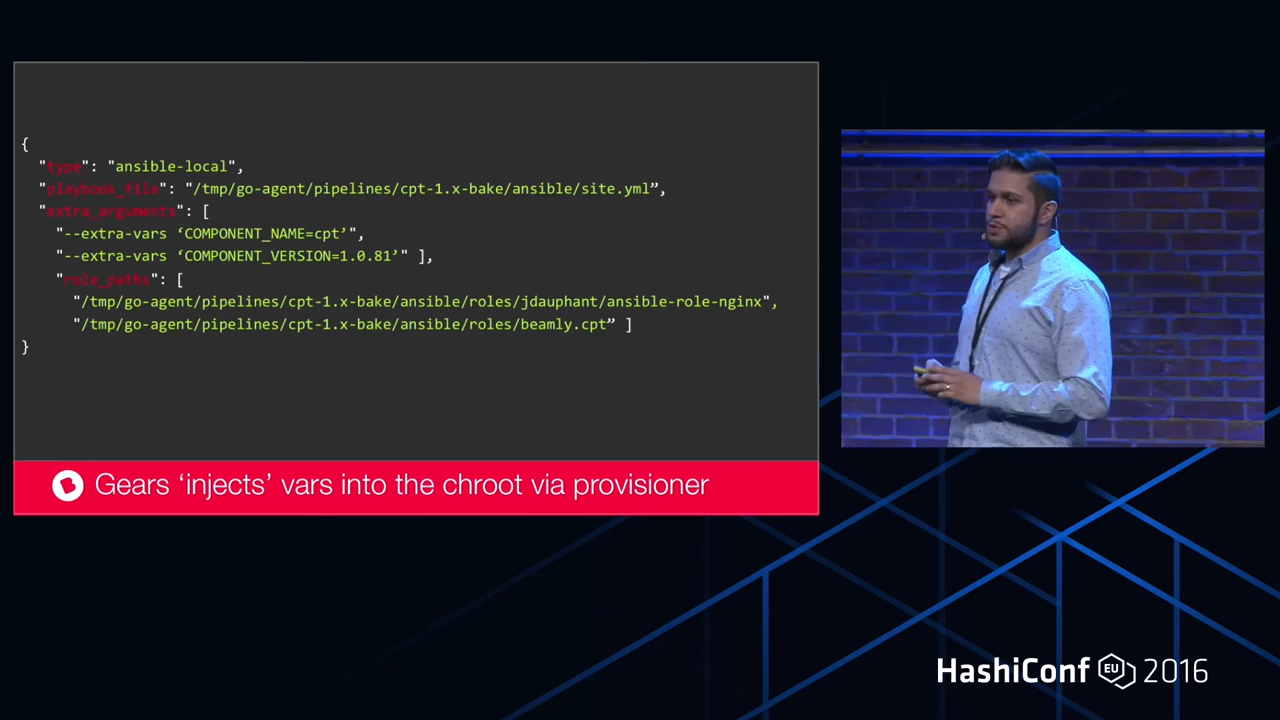 {
"type": "ansible-local",
"playbook_file": "/tmp/go-agent/pipelines/cpt-1.x-bake/ansible/site.yml”,
"extra_arguments": [
"--extra-vars ‘COMPONENT_NAME=cpt’",
"--extra-vars ‘COMPONENT_VERSION=1.0.81’" ],
"role_paths": [
"/tmp/go-agent/pipelines/cpt-1.x-bake/ansible/roles/jdauphant/ansible-role-nginx",
"/tmp/go-agent/pipelines/cpt-1.x-bake/ansible/roles/beamly.cpt” ]
}
Gears ‘injects’ vars into the chroot via provisioner
HashiConf EU 2016